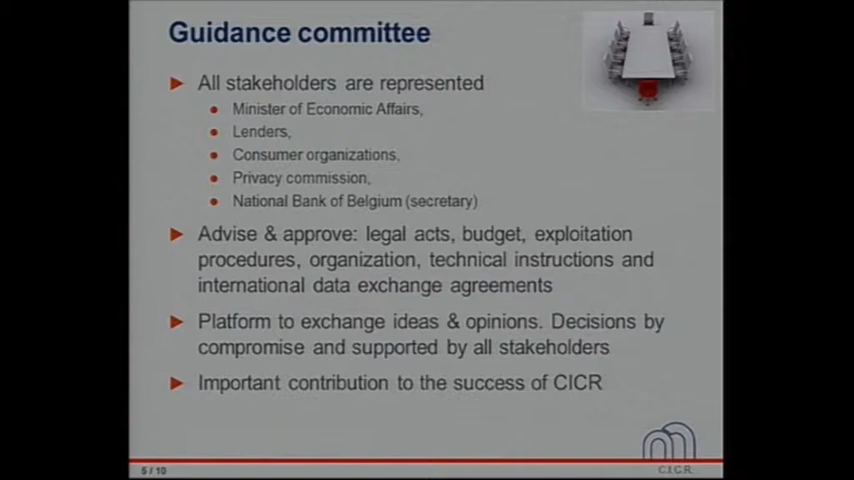 Guidance committee
All stakeholders are represented
Minister of Economic Affairs,
Lenders,
Consumer organizations,
Privacy commission,
National Bank of Belgium (secretary)
Advise & approve: legal acts, budget, exploitation
procedures, organization, technical instructions and
international data exchange agreements
Platform to exchange ideas & opinions. Decisions by
compromise and supported by all stakeholders
Important contribution to the success of CICR
5 / 10
C.I.C.R.